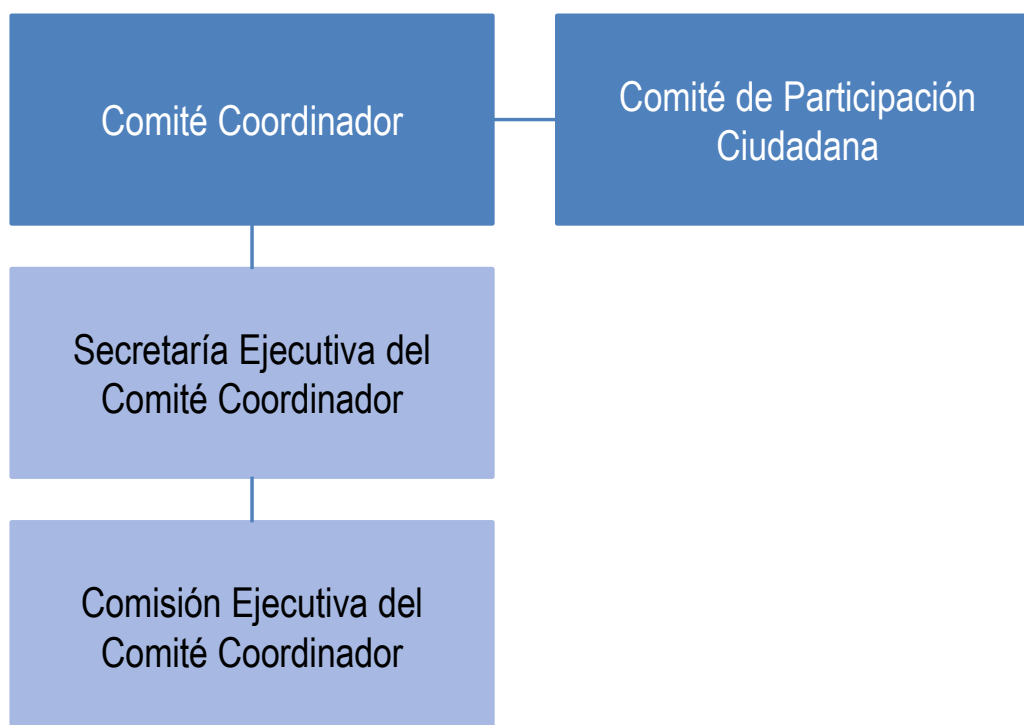 Comité Coordinador
Comité de Participación
Ciudadana
Secretaría Ejecutiva del
Comité Coordinador
Comisión Ejecutiva del
Comité Coordinador